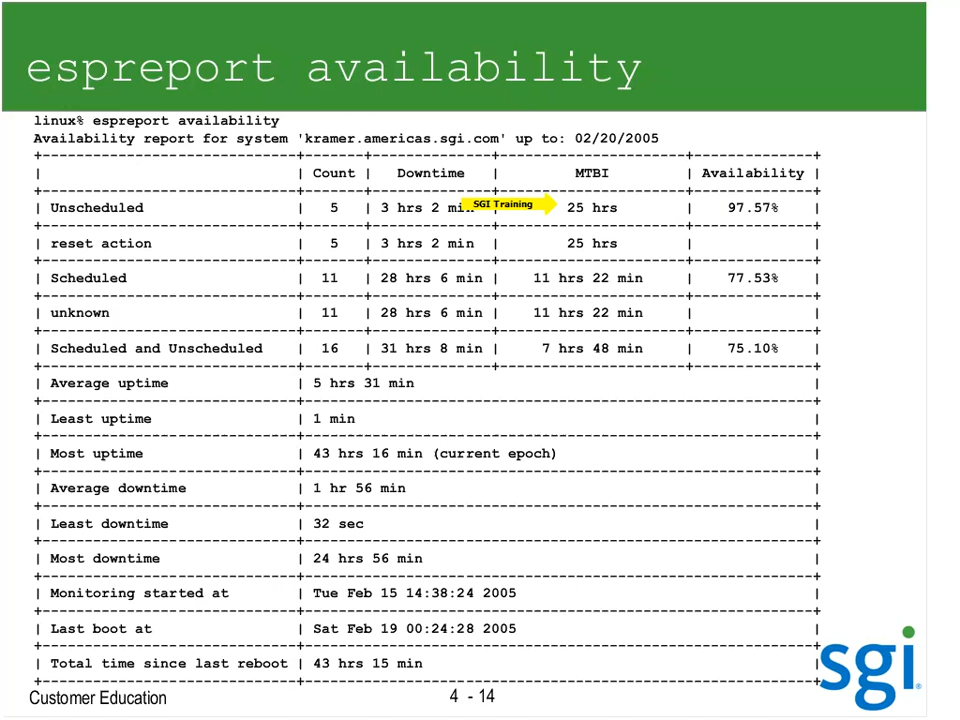 espreport availability
linux% espreport availability
Availability report for system 'kramer.americas.sgi.com' up to: 02/20/2005
+------------------------------+-------+--------------+----------------------+--------------+
| | Count | Downtime | MTBI | Availability |
+------------------------------+-------+--------------+----------------------+--------------+
| Unscheduled | 5 | 3 hrs 2 min | 25 hrs | 97.57% |
SGI Training
+------------------------------+-------+--------------+----------------------+--------------+
| reset action | 5 | 3 hrs 2 min | 25 hrs | | |
+------------------------------+-------+--------------+----------------------+--------------+
| Scheduled | 11 | 28 hrs 6 min | 11 hrs 22 min | 77.53% |
+------------------------------+-------+--------------+----------------------+--------------+
| unknown | 11 | 28 hrs 6 min | 11 hrs 22 min | | |
+------------------------------+-------+--------------+----------------------+--------------+
| Scheduled and Unscheduled | 16 | 31 hrs 8 min | 7 hrs 48 min | 75.10% |
+------------------------------+-------+--------------+----------------------+--------------+
| Average uptime | 5 hrs 31 min |
+------------------------------+------------------------------------------------------------+
| Least uptime | 1 min |
+------------------------------+------------------------------------------------------------+
| Most uptime | 43 hrs 16 min (current epoch) |
+------------------------------+------------------------------------------------------------+
| Average downtime | 1 hr 56 min |
+------------------------------+------------------------------------------------------------+
| Least downtime | 32 sec |
+------------------------------+------------------------------------------------------------+
| Most downtime | 24 hrs 56 min |
+------------------------------+------------------------------------------------------------+
| Monitoring started at | Tue Feb 15 14:38:24 2005 |
+------------------------------+------------------------------------------------------------+
| Last boot at | Sat Feb 19 00:24:28 2005 |
+------------------------------+------------------------------------------------------------+
| Total time since last reboot | 43 hrs 15 min |
+------------------------------+------------------------------------------------------------+
sgi®
Customer Education
4 - 14